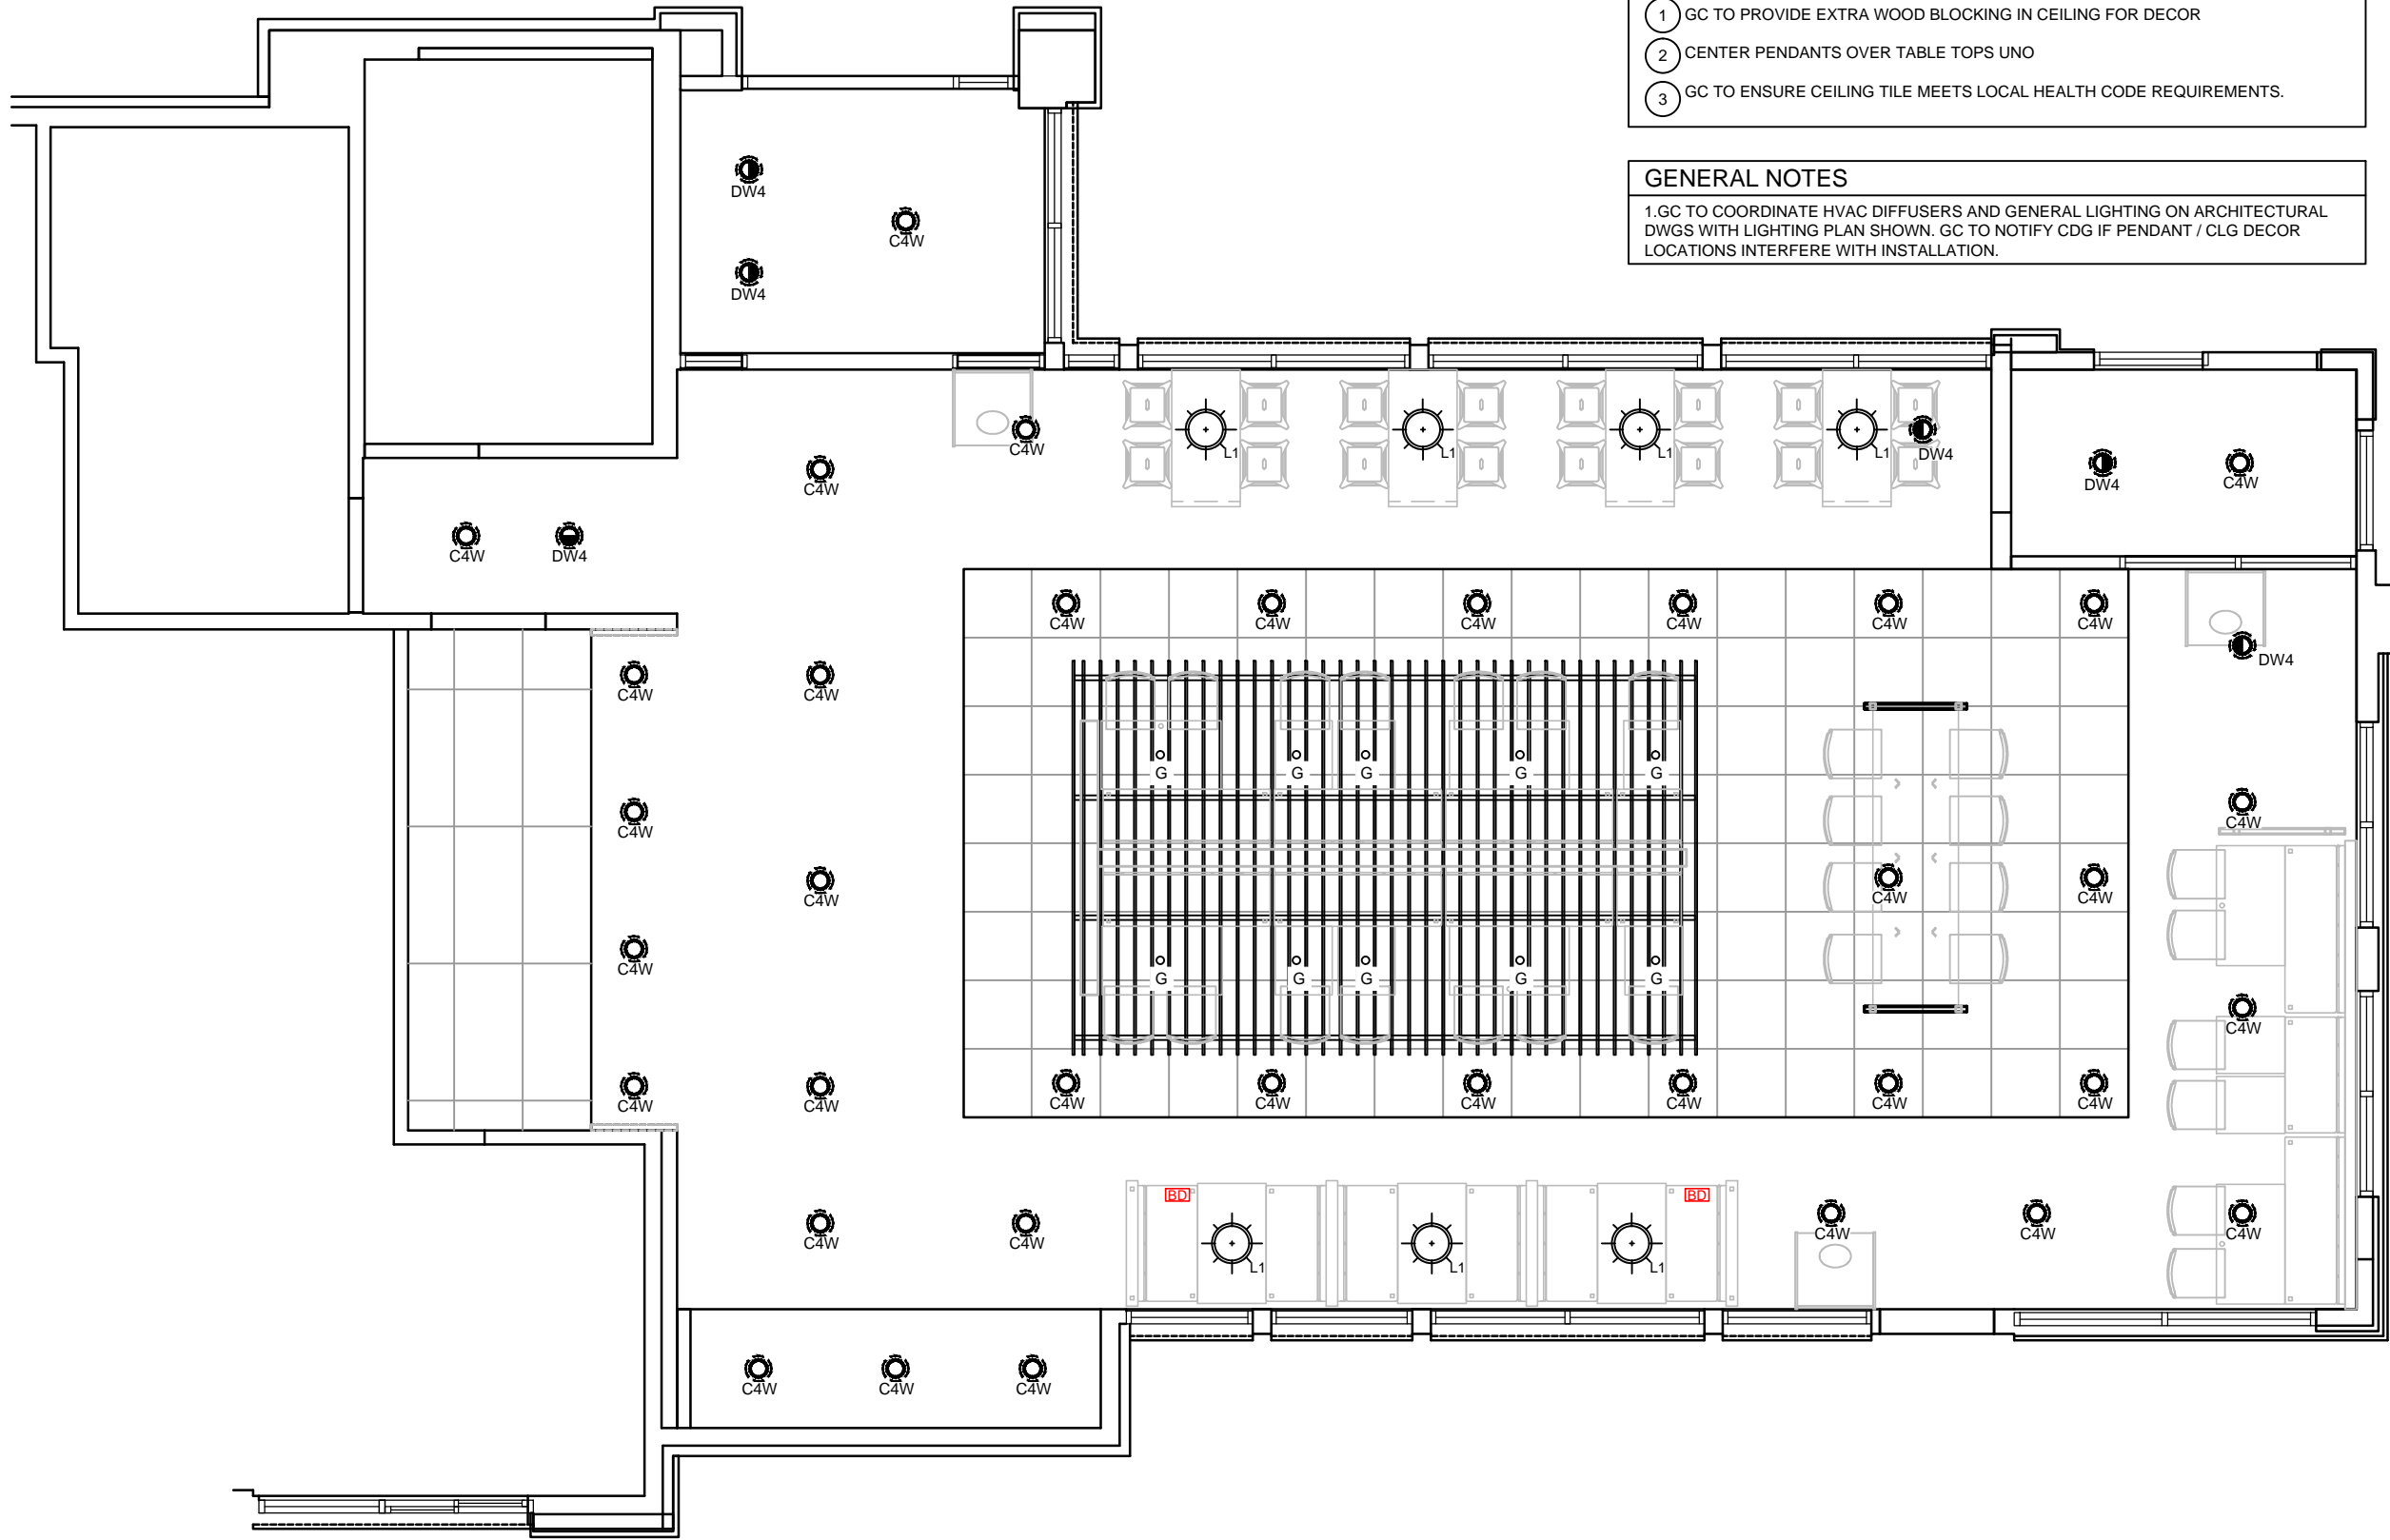 1 GC TO PROVIDE EXTRA WOOD BLOCKING IN CEILING FOR DECOR
2 CENTER PENDANTS OVER TABLE TOPS UNO
3 GC TO ENSURE CEILING TILE MEETS LOCAL HEALTH CODE REQUIREMENTS.
GENERAL NOTES
1.GC TO COORDINATE HVAC DIFFUSERS AND GENERAL LIGHTING ON ARCHITECTURAL
DWGS WITH LIGHTING PLAN SHOWN. GC TO NOTIFY CDG IF PENDANT / CLG DECOR
LOCATIONS INTERFERE WITH INSTALLATION.
DW4
C4W
DW4
C4W L1 L1 L1 L1 DW4
C4W DW4 C4W
C4W DW4
C4W C4W C4W C4W C4W C4W
DW4
C4W C4W
G G G G G
C4W C4W
C4W C4W C4W
C4W
G G G G G
C4W
C4W C4W C4W C4W C4W C4W C4W C4W
BD BD
C4W C4W C4W C4W C4W
L1 L1 L1
C4W C4W C4W